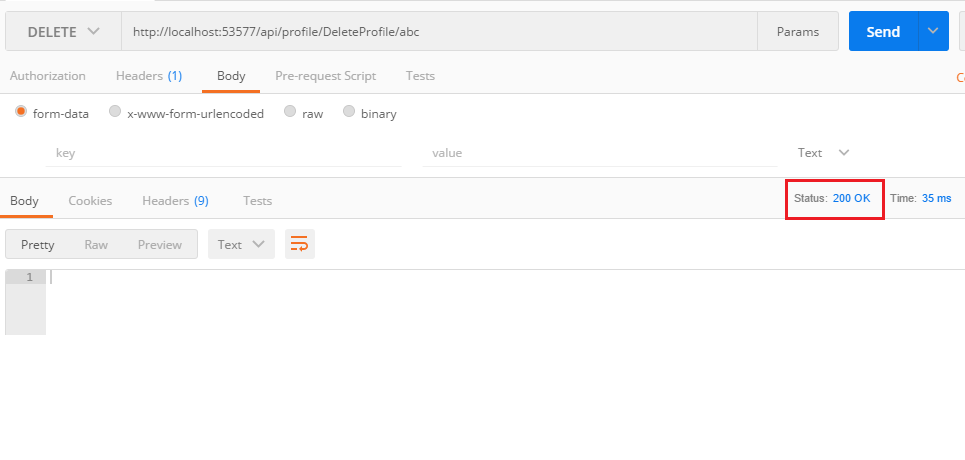 DELETE http://localhost:53577/api/profile/DeleteProfile/abc Params Send
Authorization Headers (1) Body Pre-request Script Tests
form-data x-www-form-urlencoded raw binary
key value Text
Body Cookies Headers (9) Tests Status: 200 OK Time: 35 ms
Pretty Raw Preview Text
1